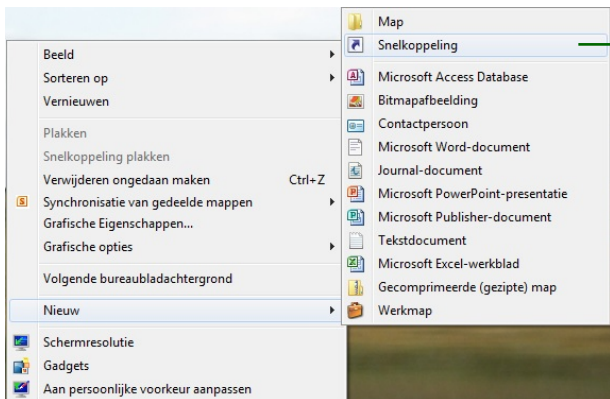 Beeld
Sorteren op
Vernieuwen
Plakken
Snelkoppeling plakken
Verwijderen ongedaan maken Ctrl+Z
Synchronisatie van gedeelde mappen
Grafische Eigenschappen...
Grafische opties
Volgende bureaubladachtergrond
Nieuw
Schermresolutie
Gadgets
Aan persoonlijke voorkeur aanpassen
Map
Snelkoppeling
Microsoft Access Database
Bitmapafbeelding
Contactpersoon
Microsoft Word-document
Journal-document
Microsoft PowerPoint-presentatie
Microsoft Publisher-document
Tekstdocument
Microsoft Excel-werkblad
Gecomprimeerde (gezipte) map
Werkmap